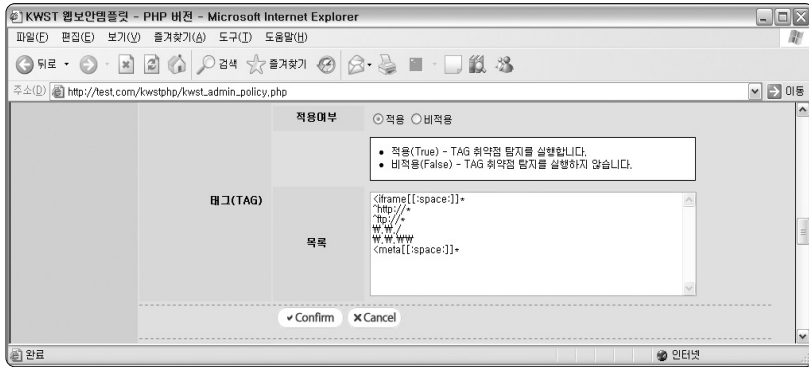 KWST 웹보안템플릿 - PHP 버전 - Microsoft Internet Explorer
파일(F) 편집(E) 보기(V) 즐겨찾기(A) 도구(T) 도움말(H)
뒤로 검색 즐겨찾기
주소(D) http://test.com/kwstphp/kwst_admin_policy.php 이동
적용여부 적용 비적용
• 적용(True) - TAG 취약점 탐지를 실행합니다.
• 비적용(False) - TAG 취약점 탐지를 실행하지 않습니다.
태그(TAG)
목록
<iframe[[:space:]]*
^http://*
^ftp://*
₩.₩./
₩.₩.₩₩
<meta[[:space:]]*
Confirm Cancel
완료 인터넷